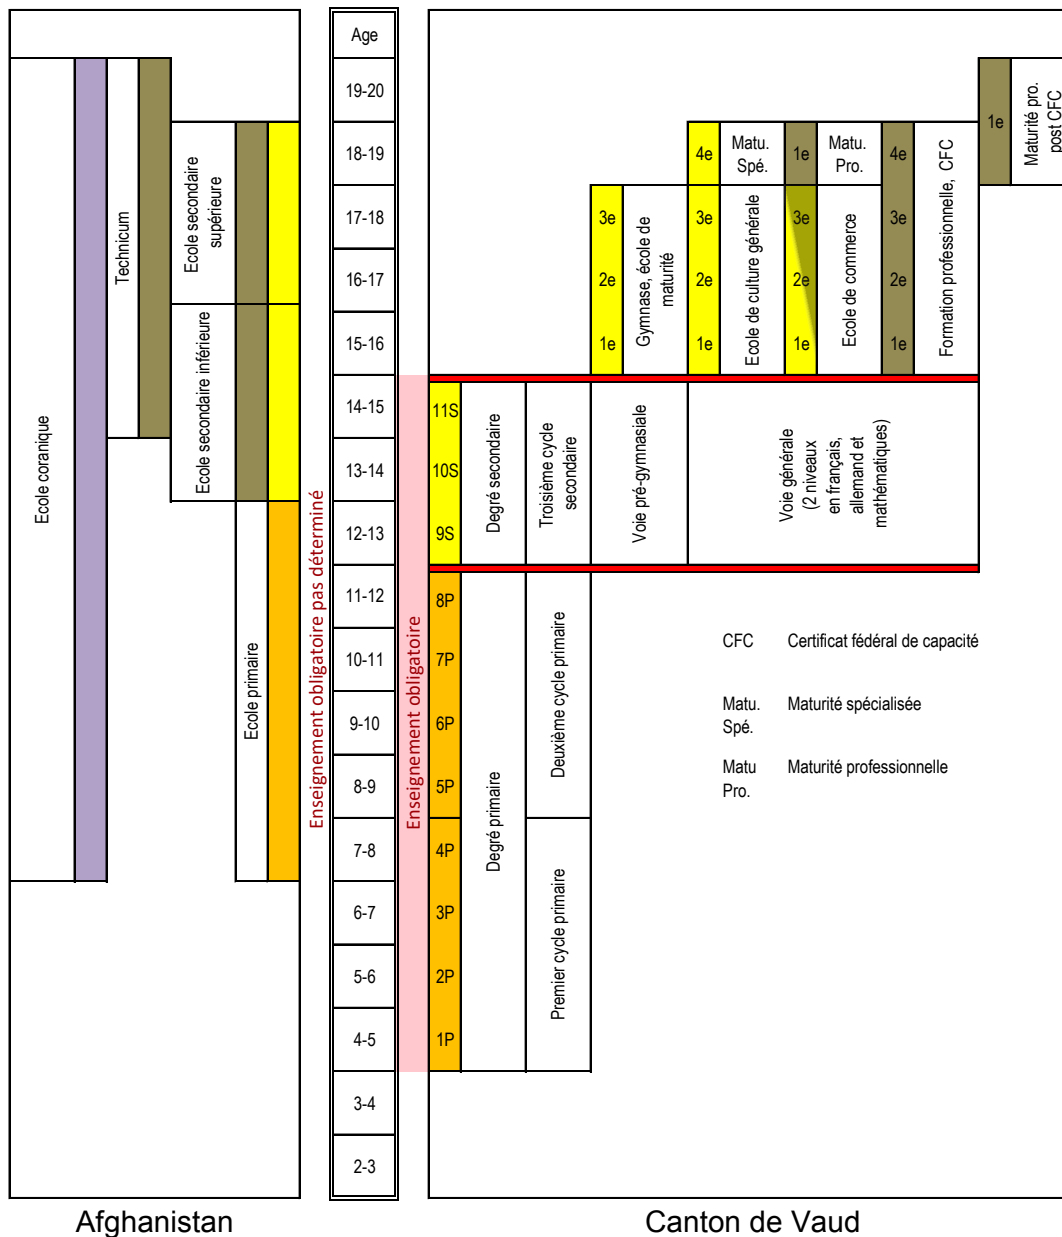 Ecole coranique
Technicum
Ecole secondaire
supérieure
Ecole secondaire inférieure
Ecole primaire
Enseignement obligatoire pas déterminé
Age
19-20
18-19
17-18
16-17
15-16
14-15
13-14
12-13
11-12
10-11
9-10
8-9
7-8
6-7
5-6
4-5
3-4
2-3
Enseignement obligatoire
11S
10S
9S
8P
7P
6P
5P
4P
3P
2P
1P
Degré secondaire
Degré primaire
Troisième cycle
secondaire
Deuxième cycle primaire
Premier cycle primaire
Voie pré-gymnasiale
Voie générale
(2 niveaux
en français,
allemand et
mathématiques)
3e
2e
1e
Gymnase, école de
maturité
4e
3e
2e
1e
Matu.
Spé.
Ecole de culture générale
1e
3e
2e
1e
Matu.
Pro.
Ecole de commerce
4e
3e
2e
1e
Formation professionnelle, CFC
1e
Maturité pro.
post CFC
CFC Certificat fédéral de capacité
Matu. Maturité spécialisée
Spé.
Matu Maturité professionnelle
Pro.
Afghanistan
Canton de Vaud